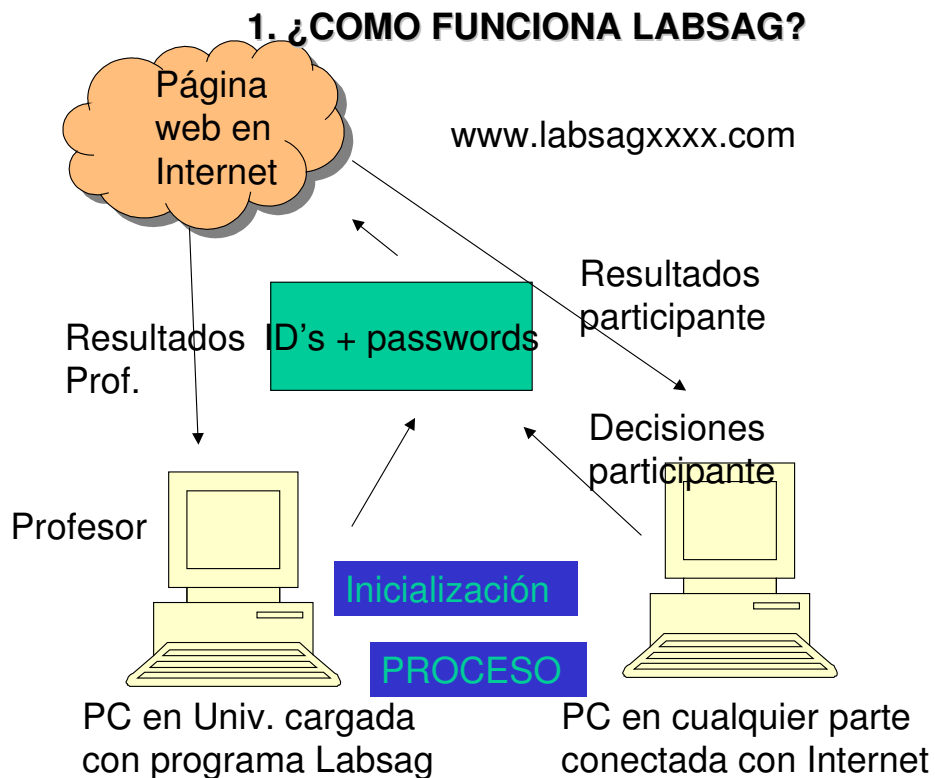 1. ¿COMO FUNCIONA LABSAG?
Página
web en
Internet
www.labsagxxxx.com
Resultados
participante
Resultados
Prof.
ID's + passwords
Decisiones
participante
Profesor
Inicialización
PROCESO
PC en Univ. cargada
con programa Labsag
PC en cualquier parte
conectada con Internet